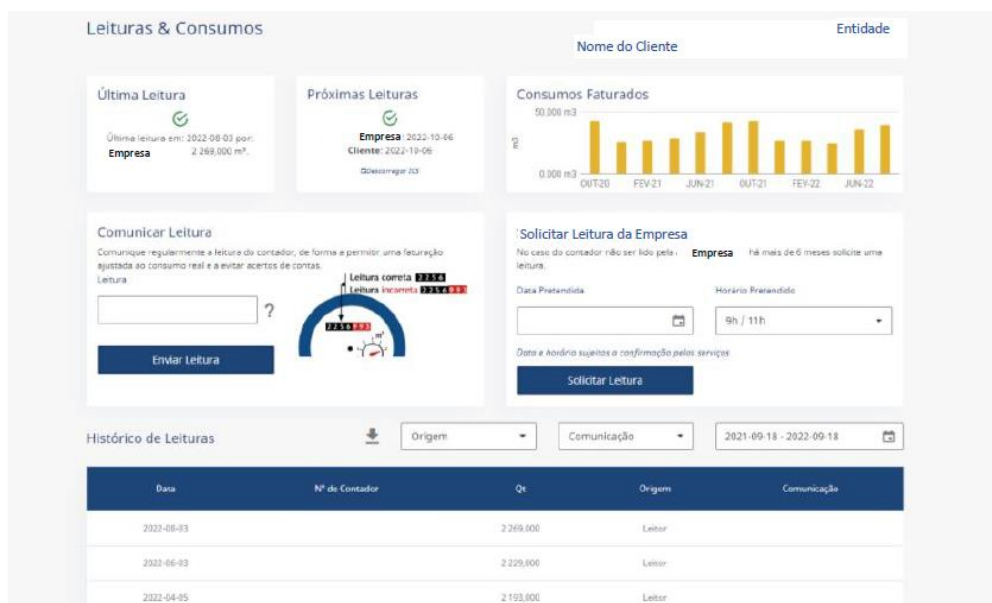 Leituras & Consumos
Entidade
Nome do Cliente
Última Leitura
Última leitura em: 2022-08-03 por:
Empresa 2 269,000 m³.
Próximas Leituras
Empresa: 2022-10-06
Cliente: 2022-10-06
Descarregar ICS
Consumos Faturados
50.000 m3
m3
0.000 m3
OUT-20 FEV-21 JUN-21 OUT-21 FEV-22 JUN-22
Comunicar Leitura
Comunique regularmente a leitura do contador, de forma a permitir uma faturação
ajustada ao consumo real e a evitar acertos de contas.
Leitura
?
Enviar Leitura
Leitura correta 2256
Leitura incorreta 2256993
2256993
m³
Solicitar Leitura da Empresa
No caso do contador não ser lido pela Empresa há mais de 6 meses solicite uma
leitura.
Data Pretendida Horário Pretendido
9h / 11h
Data e horário sujeitos a confirmação pelos serviços
Solicitar Leitura
Histórico de Leituras Origem Comunicação 2021-09-18 - 2022-09-18
Data Nº de Contador Qt Origem Comunicação
2022-08-03 2 269,000 Leitor
2022-06-03 2 229,000 Leitor
2022-04-05 2 193,000 Leitor